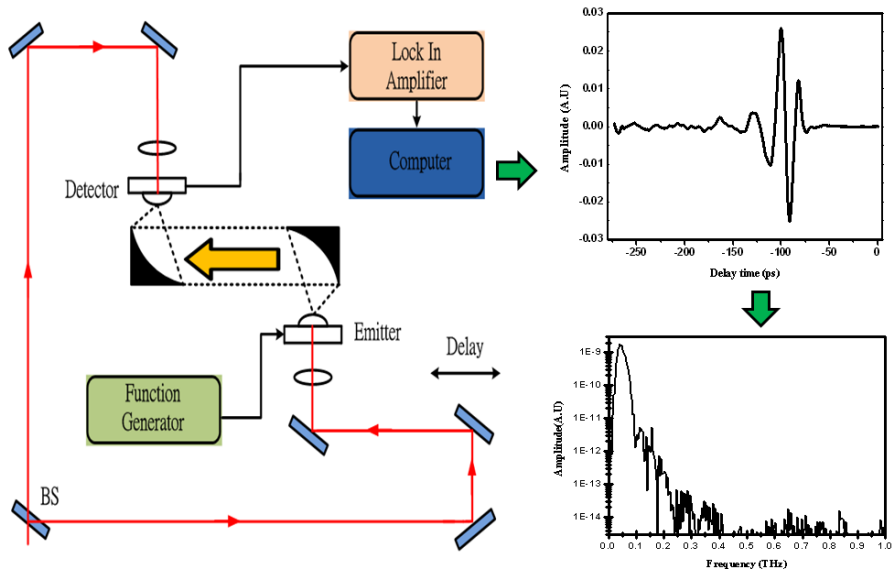 Lock In
Amplifier
Computer
Detector
Emitter
Delay
Function
Generator
BS
Amplitude (A.U)
0.03
0.02
0.01
0.00
-0.01
-0.02
-0.03
-250
-200
-150
-100
-50
0
Delay time (ps)
Amplitude(A.U)
1E-9
1E-10
1E-11
1E-12
1E-13
1E-14
0.0
0.1
0.2
0.3
0.4
0.5
0.6
0.7
0.8
0.9
1.0
Frequency (THz)